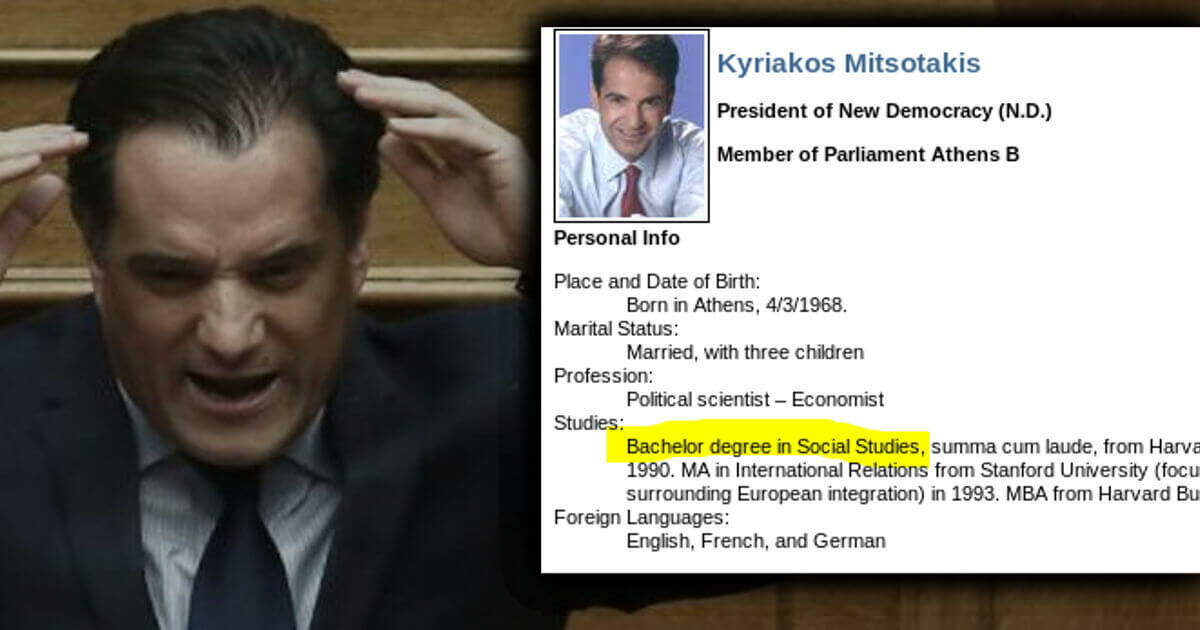 Kyriakos Mitsotakis
President of New Democracy (N.D.)
Member of Parliament Athens B
Personal Info
Place and Date of Birth:
Born in Athens, 4/3/1968.
Marital Status:
Married, with three children
Profession:
Political scientist – Economist
Studies:
Bachelor degree in Social Studies, summa cum laude, from
1990. MA in International Relations from Stanford University
surrounding European integration) in 1993. MBA from Harvard
Foreign Languages:
English, French, and German